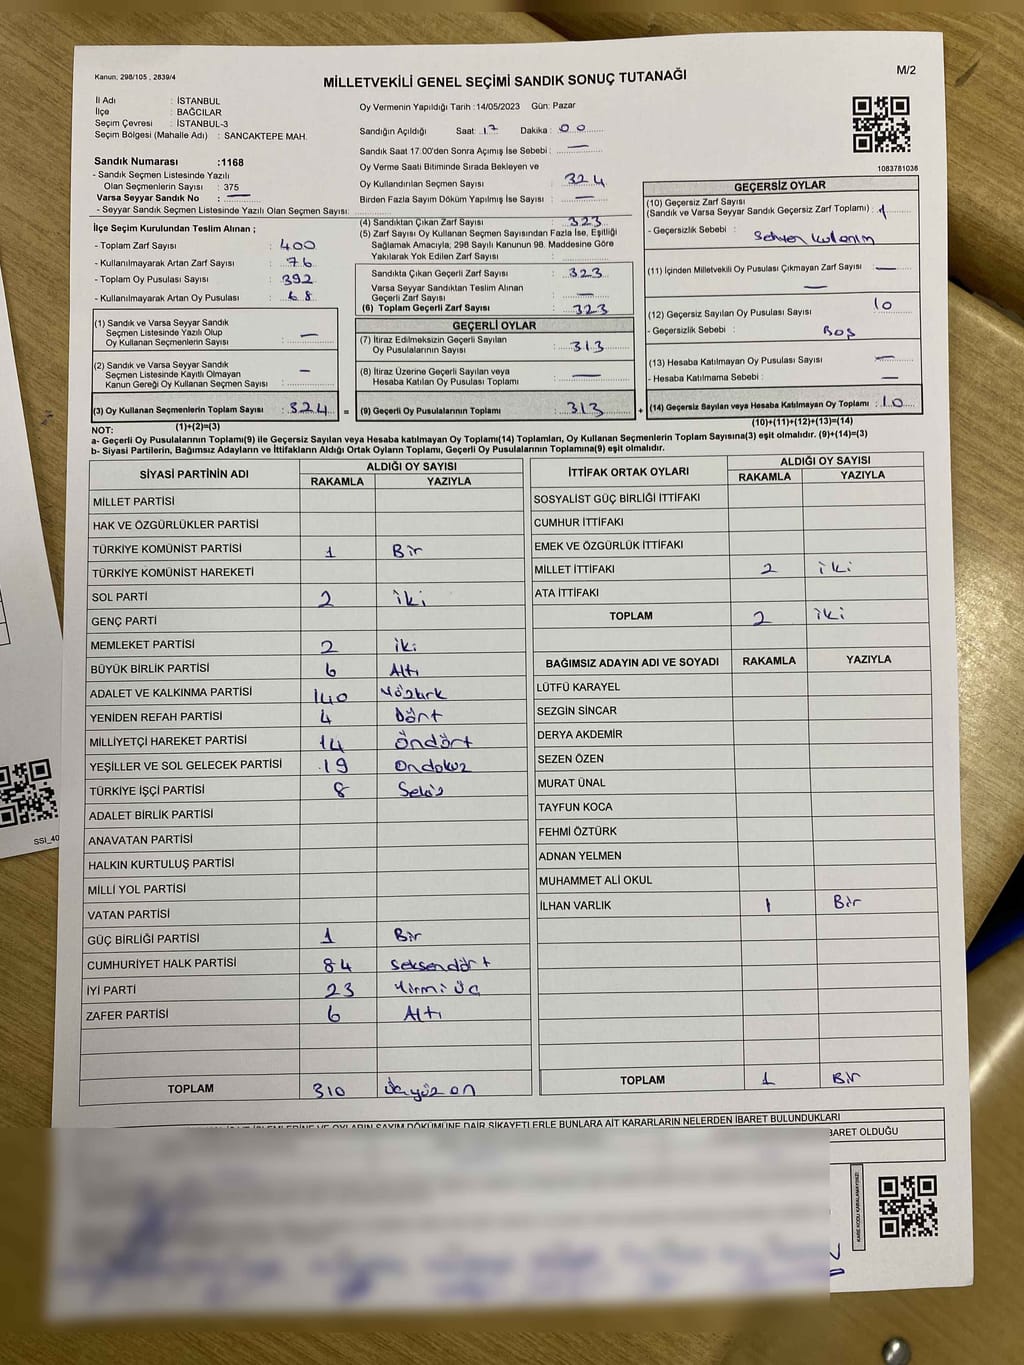 Kanun, 298/105 , 2839/4
MİLLETVEKİLİ GENEL SEÇİMİ SANDIK SONUÇ TUTANAĞI
M/2
İl Adı : İSTANBUL
İlçe : BAĞCILAR
Seçim Çevresi : İSTANBUL-3
Seçim Bölgesi (Mahalle Adı) : SANCAKTEPE MAH.
Sandık Numarası :1168
- Sandık Seçmen Listesinde Yazılı
Olan Seçmenlerin Sayısı : 375
Varsa Seyyar Sandık No : —
- Seyyar Sandık Seçmen Listesinde Yazılı Olan Seçmen Sayısı:
Oy Vermenin Yapıldığı Tarih :14/05/2023 Gün: Pazar
Sandığın Açıldığı Saat: 17 Dakika : 00
Sandık Saat 17:00'den Sonra Açımış İse Sebebi : —
Oy Verme Saati Bitiminde Sırada Bekleyen ve
Oy Kullandırılan Seçmen Sayısı : 324
Birden Fazla Sayım Döküm Yapılmış İse Sayısı : —
1083781036
İlçe Seçim Kurulundan Teslim Alınan ;
- Toplam Zarf Sayısı : 400
- Kullanılmayarak Artan Zarf Sayısı : 76
- Toplam Oy Pusulası Sayısı : 392
- Kullanılmayarak Artan Oy Pusulası : 68
(4) Sandıktan Çıkan Zarf Sayısı : 323
(5) Zarf Sayısı Oy Kullanan Seçmen Sayısından Fazla İse, Eşitliği
Sağlamak Amacıyla, 298 Sayılı Kanunun 98. Maddesine Göre
Yakılarak Yok Edilen Zarf Sayısı :
Sandıkta Çıkan Geçerli Zarf Sayısı : 323
Varsa Seyyar Sandıktan Teslim Alınan
Geçerli Zarf Sayısı : —
(6) Toplam Geçerli Zarf Sayısı : 323
GEÇERSİZ OYLAR
(10) Geçersiz Zarf Sayısı
(Sandık ve Varsa Seyyar Sandık Geçersiz Zarf Toplamı) : 1
- Geçersizlik Sebebi :
(11) İçinden Milletvekili Oy Pusulası Çıkmayan Zarf Sayısı : —
—
(12) Geçersiz Sayılan Oy Pusulası Sayısı : 10
- Geçersizlik Sebebi : Boş
(13) Hesaba Katılmayan Oy Pusulası Sayısı : —
- Hesaba Katılmama Sebebi : —
(14) Geçersiz Sayılan veya Hesaba Katılmayan Oy Toplamı : 10
(10)+(11)+(12)+(13)=(14)
(1) Sandık ve Varsa Seyyar Sandık
Seçmen Listesinde Yazılı Olup
Oy Kullanan Seçmenlerin Sayısı : —
(2) Sandık ve Varsa Seyyar Sandık
Seçmen Listesinde Kayıtlı Olmayan
Kanun Gereği Oy Kullanan Seçmen Sayısı : —
(3) Oy Kullanan Seçmenlerin Toplam Sayısı : 324 =
(1)+(2)=(3)
GEÇERLİ OYLAR
(7) İtiraz Edilmeksizin Geçerli Sayılan
Oy Pusulalarının Sayısı : 313
(8) İtiraz Üzerine Geçerli Sayılan veya
Hesaba Katılan Oy Pusulası Toplamı : —
(9) Geçerli Oy Pusulalarının Toplamı : 313 +
NOT:
a- Geçerli Oy Pusulalarının Toplamı(9) ile Geçersiz Sayılan veya Hesaba katılmayan Oy Toplamı(14) Toplamları, Oy Kullanan Seçmenlerin Toplam Sayısına(3) eşit olmalıdır. (9)+(14)=(3)
b- Siyasi Partilerin, Bağımsız Adayların ve İttifakların Aldığı Ortak Oyların Toplamı, Geçerli Oy Pusulalarının Toplamına(9) eşit olmalıdır.
SİYASİ PARTİNİN ADI ALDIĞI OY SAYISI
RAKAMLA YAZIYLA
MİLLET PARTİSİ
HAK VE ÖZGÜRLÜKLER PARTİSİ
TÜRKİYE KOMÜNİST PARTİSİ 1 Bir
TÜRKİYE KOMÜNİST HAREKETİ
SOL PARTİ 2 iki
GENÇ PARTİ
MEMLEKET PARTİSİ 2 iki
BÜYÜK BİRLİK PARTİSİ 6 Altı
ADALET VE KALKINMA PARTİSİ 140 Yüzkırk
YENİDEN REFAH PARTİSİ 4 Dört
MİLLİYETÇİ HAREKET PARTİSİ 14 Öndört
YEŞİLLER VE SOL GELECEK PARTİSİ 19 Ondokuz
TÜRKİYE İŞÇİ PARTİSİ 8 Sekiz
ADALET BİRLİK PARTİSİ
ANAVATAN PARTİSİ
HALKIN KURTULUŞ PARTİSİ
MİLLİ YOL PARTİSİ
VATAN PARTİSİ
GÜÇ BİRLİĞİ PARTİSİ 1 Bir
CUMHURİYET HALK PARTİSİ 84 Seksendört
İYİ PARTİ 23 Yirmi üç
ZAFER PARTİSİ 6 Altı
TOPLAM 310 Üçyüz on
İTTİFAK ORTAK OYLARI ALDIĞI OY SAYISI
RAKAMLA YAZIYLA
SOSYALİST GÜÇ BİRLİĞİ İTTİFAKI
CUMHUR İTTİFAKI
EMEK VE ÖZGÜRLÜK İTTİFAKI
MİLLET İTTİFAKI 2 iki
ATA İTTİFAKI
TOPLAM 2 iki
BAĞIMSIZ ADAYIN ADI VE SOYADI RAKAMLA YAZIYLA
LÜTFÜ KARAYEL
SEZGİN SİNCAR
DERYA AKDEMİR
SEZEN ÖZEN
MURAT ÜNAL
TAYFUN KOCA
FEHMİ ÖZTÜRK
ADNAN YELMEN
MUHAMMET ALİ OKUL
İLHAN VARLIK 1 Bir
TOPLAM 1 Bir
İŞLEMLERİNE VE OYLARIN SAYIM DÖKÜMÜNE DAİR ŞİKAYETLERLE BUNLARA AİT KARARLARIN NELERDEN İBARET BULUNDUKLARI
BARET OLDUĞU
KARE KODU KARALAMAYINIZ!
SSİ_40